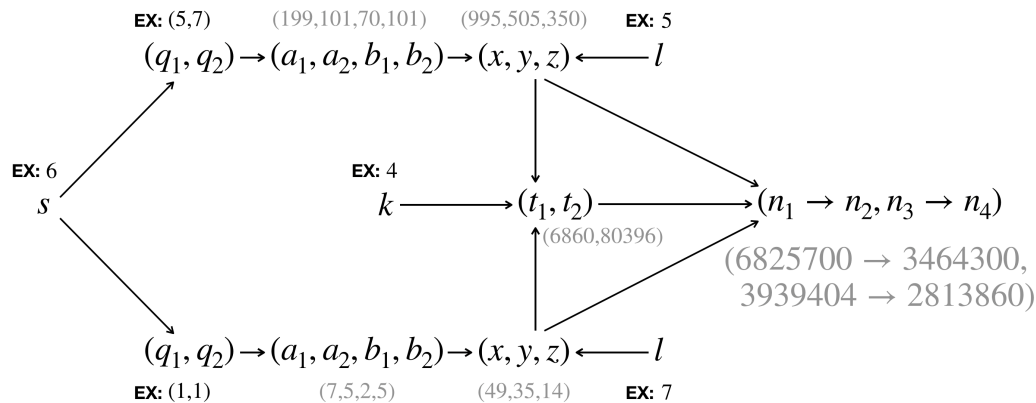 EX: (5,7) (199,101,70,101) (995,505,350) EX: 5
(q₁, q₂) → (a₁, a₂, b₁, b₂) → (x, y, z) ← l
EX: 6 EX: 4
s k → (t₁, t₂) → (n₁ → n₂, n₃ → n₄)
(6860,80396)
(6825700 → 3464300,
3939404 → 2813860)
(q₁, q₂) → (a₁, a₂, b₁, b₂) → (x, y, z) ← l
EX: (1,1) (7,5,2,5) (49,35,14) EX: 7